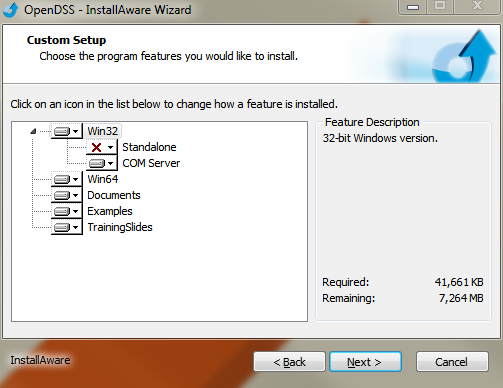 OpenDSS - InstallAware Wizard
Custom Setup
Choose the program features you would like to install.
Click on an icon in the list below to change how a feature is installed.
Win32
Standalone
COM Server
Win64
Documents
Examples
TrainingSlides
Feature Description
32-bit Windows version.
Required: 41,661 KB
Remaining: 7,264 MB
InstallAware
< Back Next > Cancel